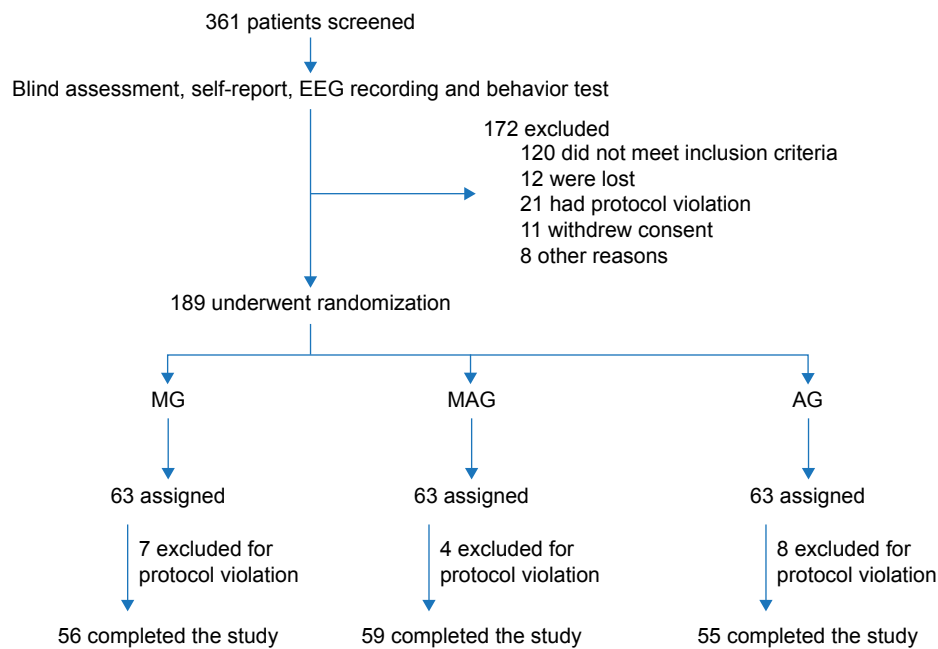 361 patients screened
Blind assessment, self-report, EEG recording and behavior test
172 excluded
120 did not meet inclusion criteria
12 were lost
21 had protocol violation
11 withdrew consent
8 other reasons
189 underwent randomization
MG
MAG
AG
63 assigned
63 assigned
63 assigned
7 excluded for
protocol violation
4 excluded for
protocol violation
8 excluded for
protocol violation
56 completed the study
59 completed the study
55 completed the study